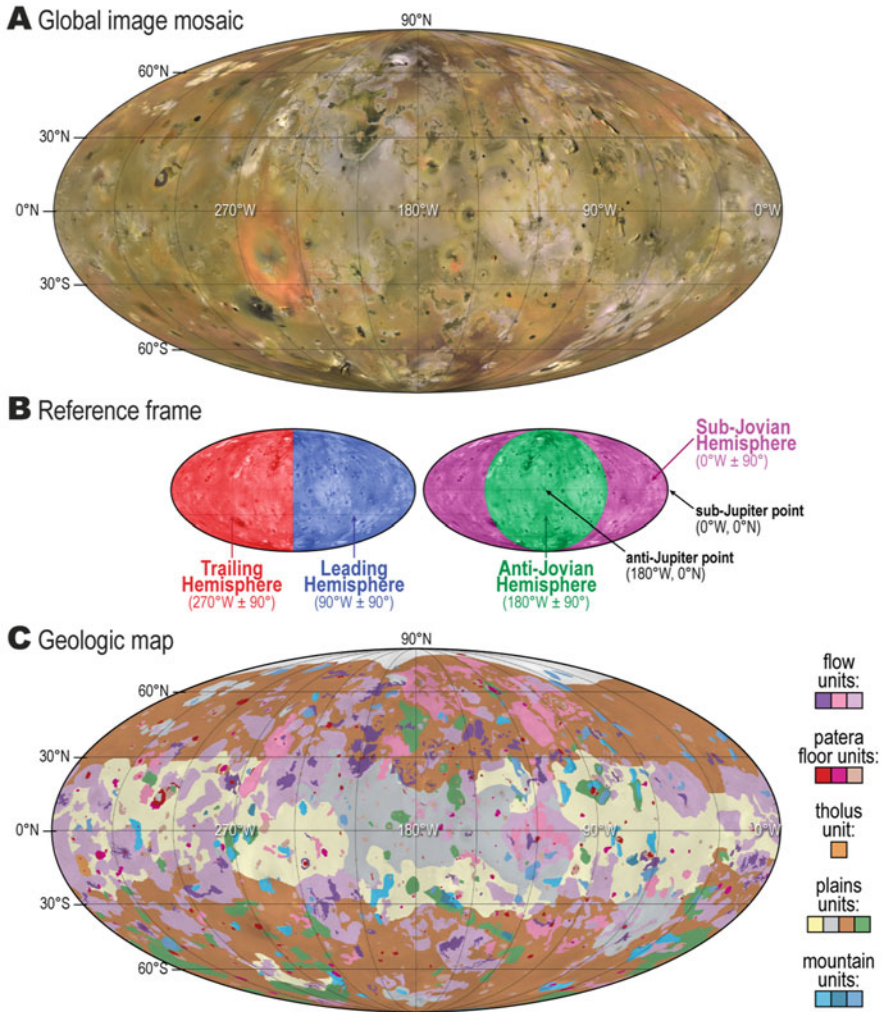 A Global image mosaic
90°N
60°N
30°N
0°N
270°W
180°W
90°W
0°W
30°S
60°S
B Reference frame
Sub-Jovian
Hemisphere
(0°W ± 90°)
sub-Jupiter point
(0°W, 0°N)
anti-Jupiter point
(180°W, 0°N)
Trailing
Hemisphere
(270°W ± 90°)
Leading
Hemisphere
(90°W ± 90°)
Anti-Jovian
Hemisphere
(180°W ± 90°)
C Geologic map
90°N
60°N
30°N
0°N
270°W
180°W
90°W
0°W
30°S
60°S
flow
units:
patera
floor units:
tholus
unit:
plains
units:
mountain
units: